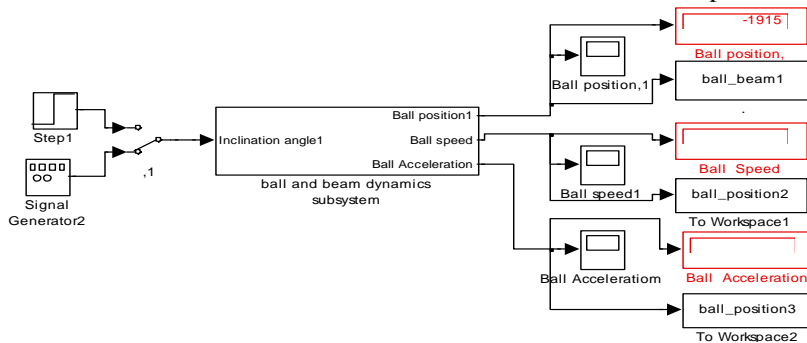 -1915
Ball position,
Ball position,1
ball_beam1
.
Step1
Signal
Generator2
,1
Inclination angle1
Ball position1
Ball speed
Ball Acceleration
ball and beam dynamics
subsystem
Ball Speed
Ball speed1
ball_position2
To Workspace1
Ball Acceleratiom
Ball Acceleration
ball_position3
To Workspace2